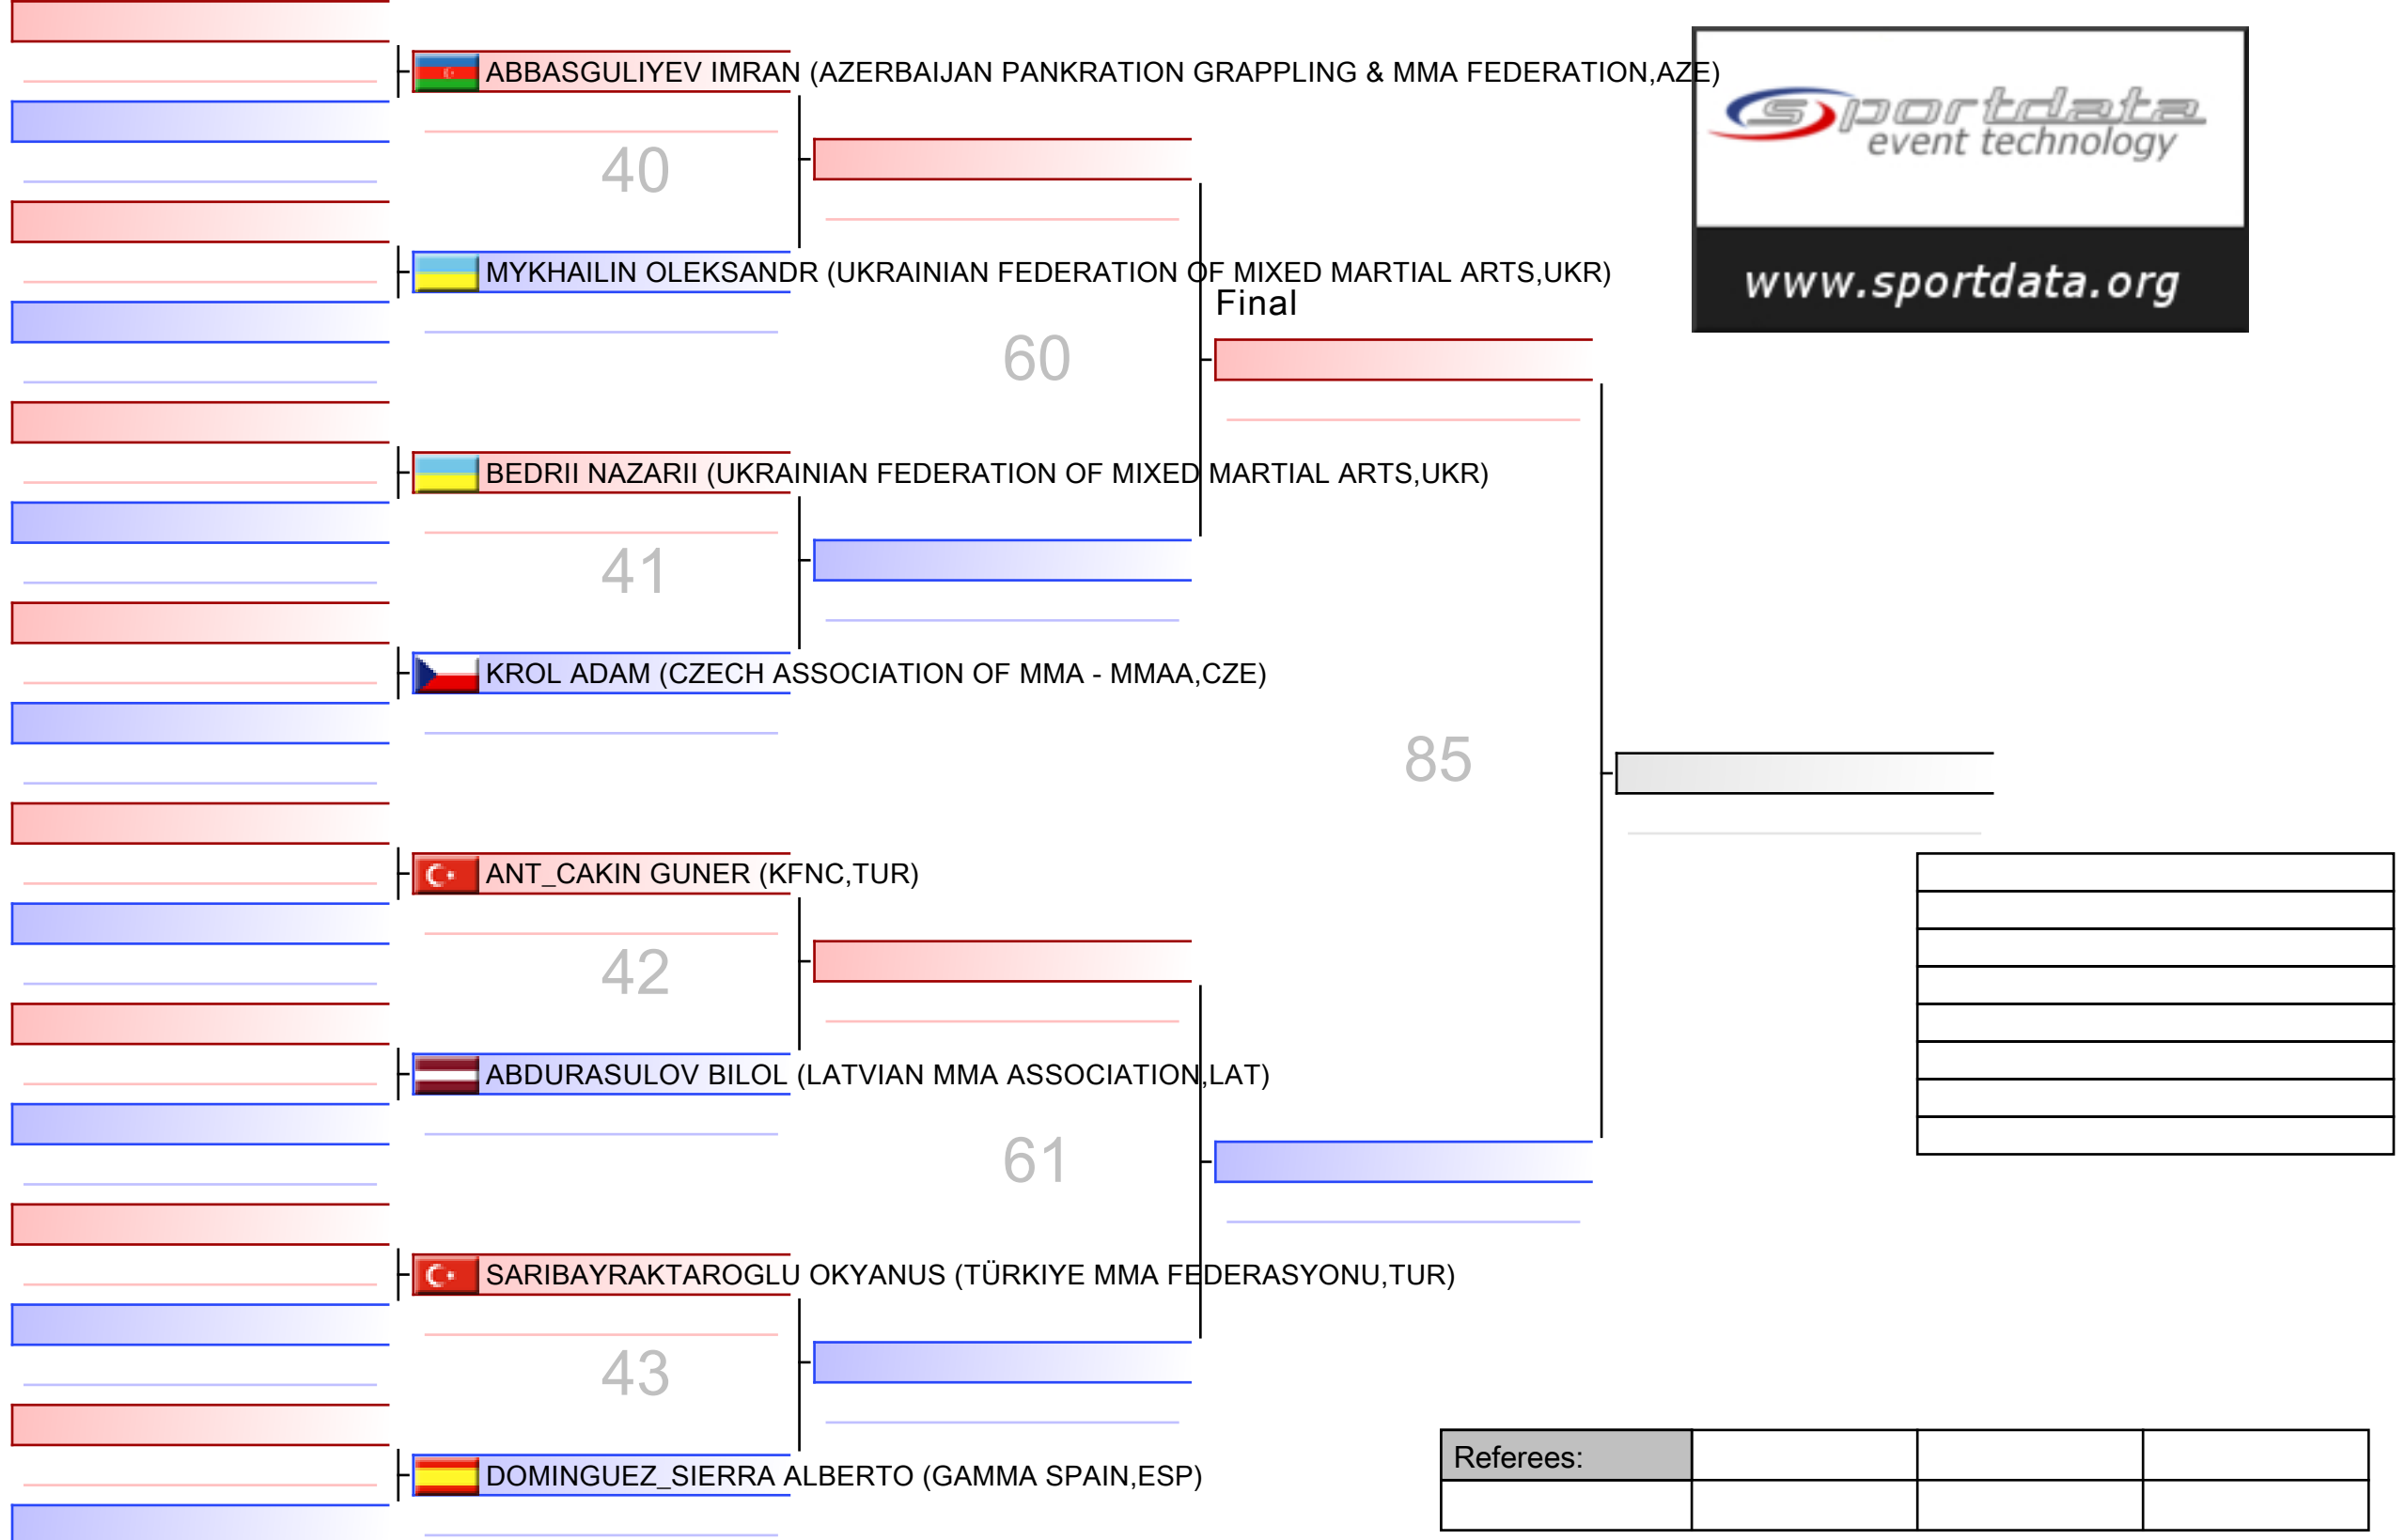 ABBASGULIYEV IMRAN (AZERBAIJAN PANKRATION GRAPPLING & MMA FEDERATION,AZE)
sportdata
event technology
40
MYKHAILIN OLEKSANDR (UKRAINIAN FEDERATION OF MIXED MARTIAL ARTS,UKR)
www.sportdata.org
Final
60
BEDRII NAZARII (UKRAINIAN FEDERATION OF MIXED MARTIAL ARTS,UKR)
41
KROL ADAM (CZECH ASSOCIATION OF MMA - MMAA,CZE)
85
ANT_CAKIN GUNER (KFNC,TUR)
42
ABDURASULOV BILOL (LATVIAN MMA ASSOCIATION,LAT)
61
SARIBAYRAKTAROGLU OKYANUS (TÜRKIYE MMA FEDERASYONU,TUR)
43
Referees:
DOMINGUEZ_SIERRA ALBERTO (GAMMA SPAIN,ESP)